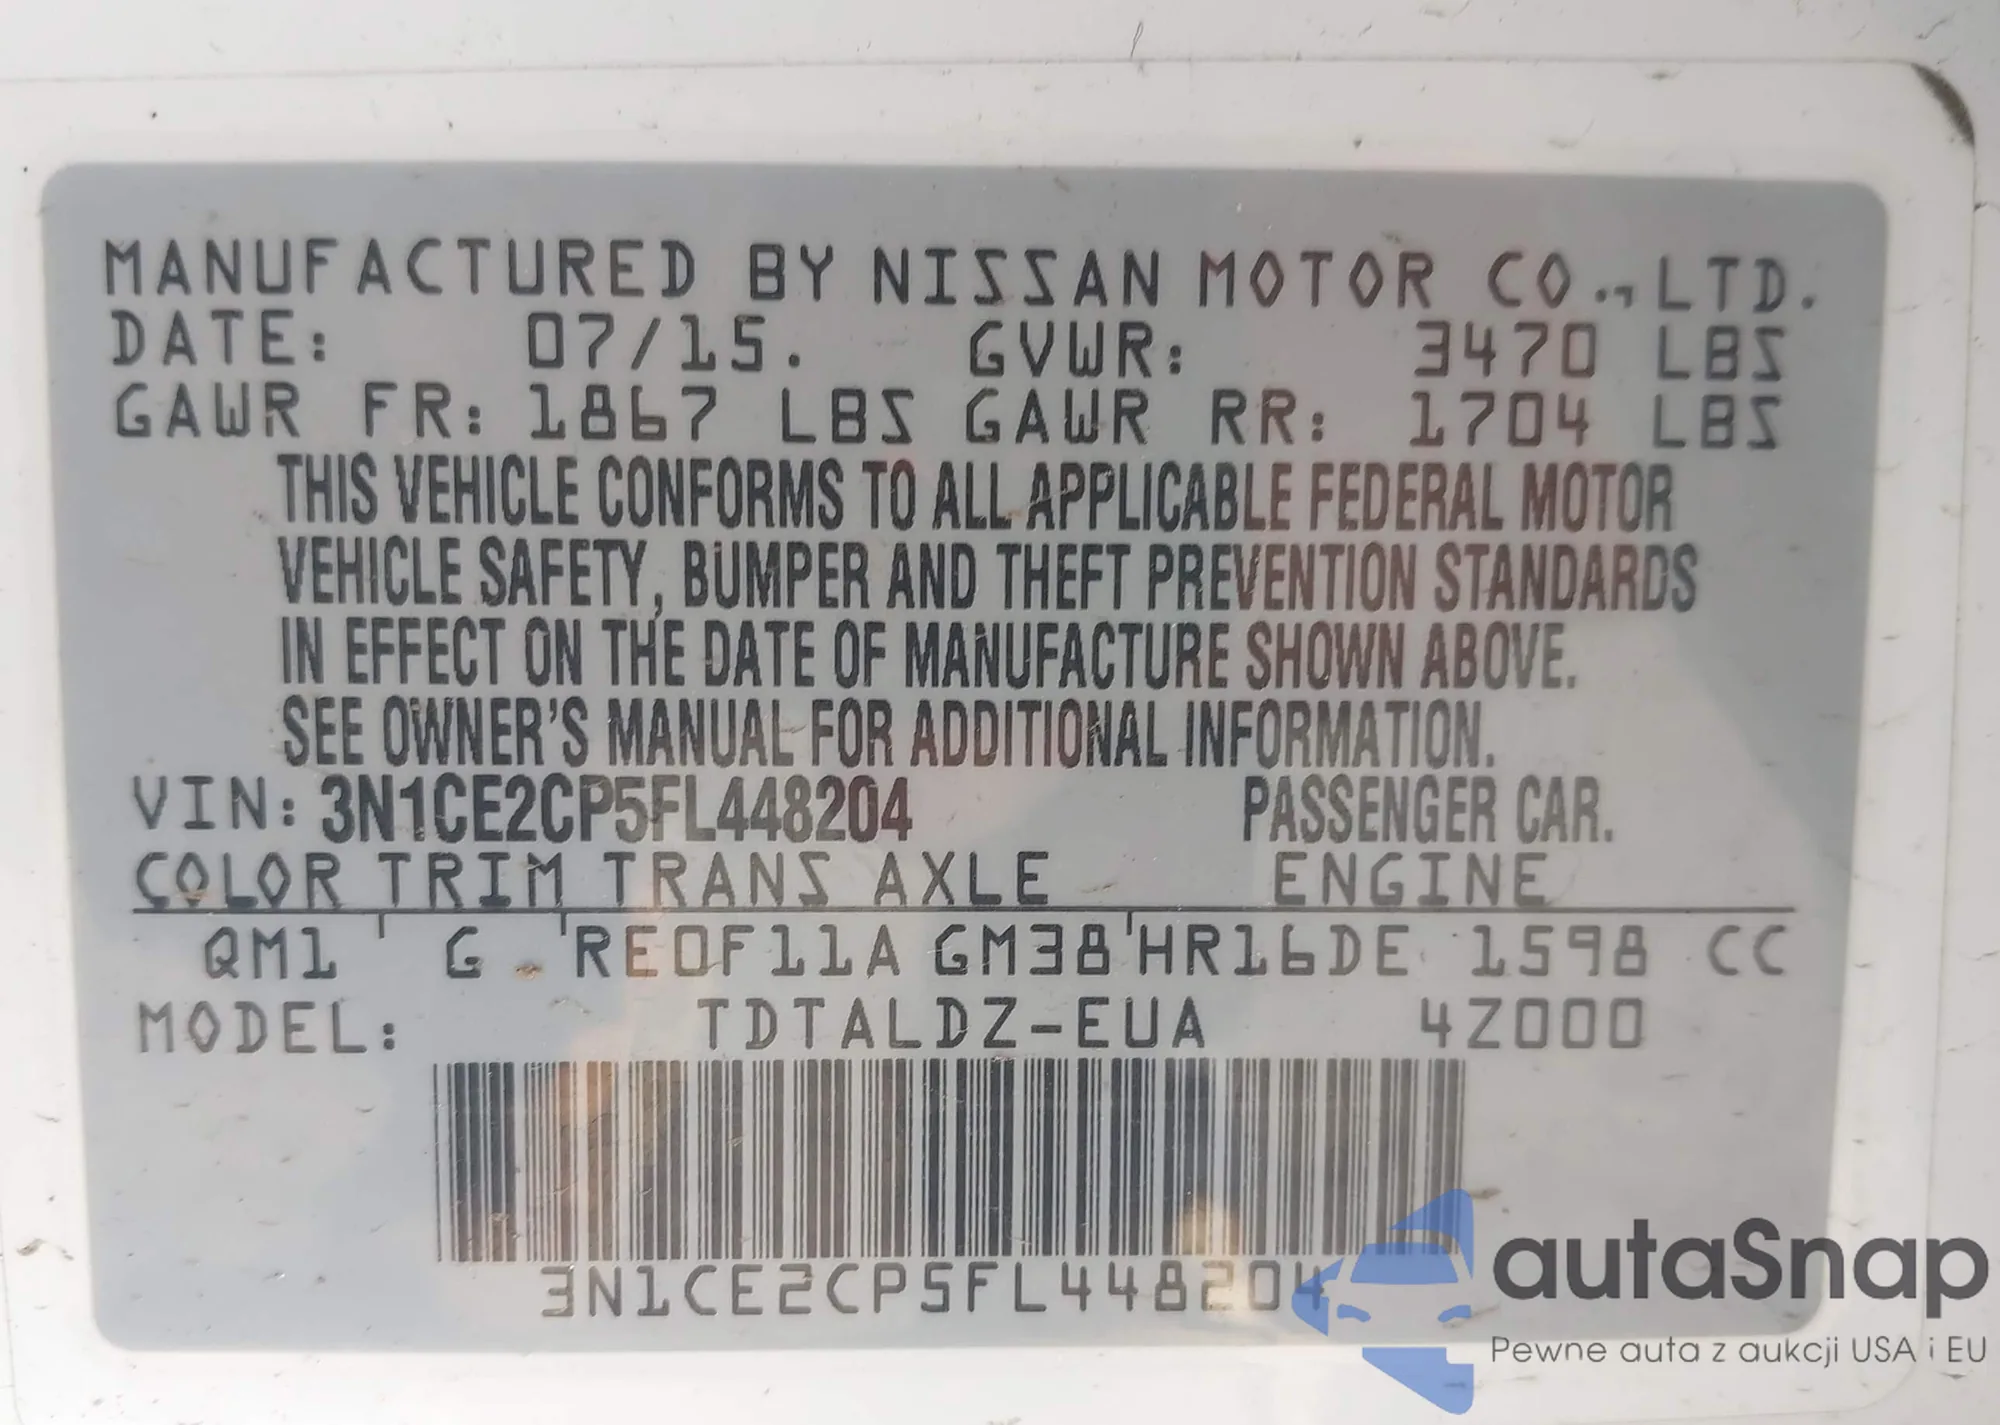 MANUFACTURED BY NISSAN MOTOR CO.,LTD.
DATE: 07/15. GVWR: 3470 LBS
GAWR FR: 1867 LBS GAWR RR: 1704 LBS
THIS VEHICLE CONFORMS TO ALL APPLICABLE FEDERAL MOTOR
VEHICLE SAFETY, BUMPER AND THEFT PREVENTION STANDARDS
IN EFFECT ON THE DATE OF MANUFACTURE SHOWN ABOVE.
SEE OWNER'S MANUAL FOR ADDITIONAL INFORMATION.
VIN: 3N1CE2CP5FL448204 PASSENGER CAR.
COLOR TRIM TRANS AXLE ENGINE
QM1 G RE0F11A GM38 HR16DE 1598 CC
MODEL: TDTALDZ-EUA 4Z000
3N1CE2CP5FL448204
autaSnap
Pewne auta z aukcji USA i EU